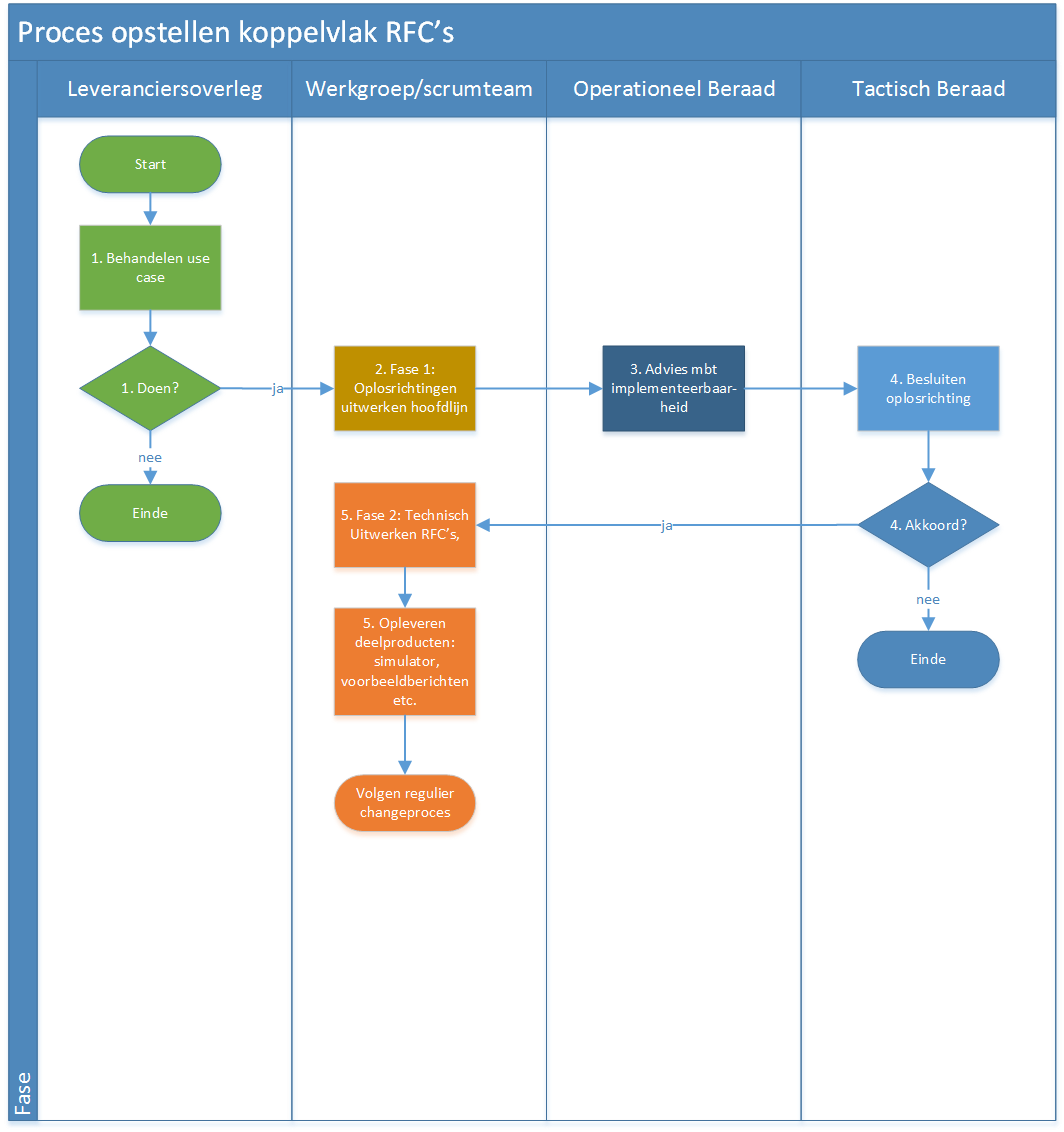 Proces opstellen koppelvlak RFC’s
Leveranciersoverleg
Werkgroep/scrumteam
Operationeel Beraad
Tactisch Beraad
Start
1. Behandelen use
case
1. Doen?
ja
nee
Einde
2. Fase 1:
Oplosrichtingen
uitwerken hoofdlijn
3. Advies mbt
implementeerbaar-
heid
4. Besluiten
oplosrichting
4. Akkoord?
ja
nee
Einde
5. Fase 2: Technisch
Uitwerken RFC’s,
5. Opleveren
deelproducten:
simulator,
voorbeeldberichten
etc.
Volgen regulier
changeproces
Fase